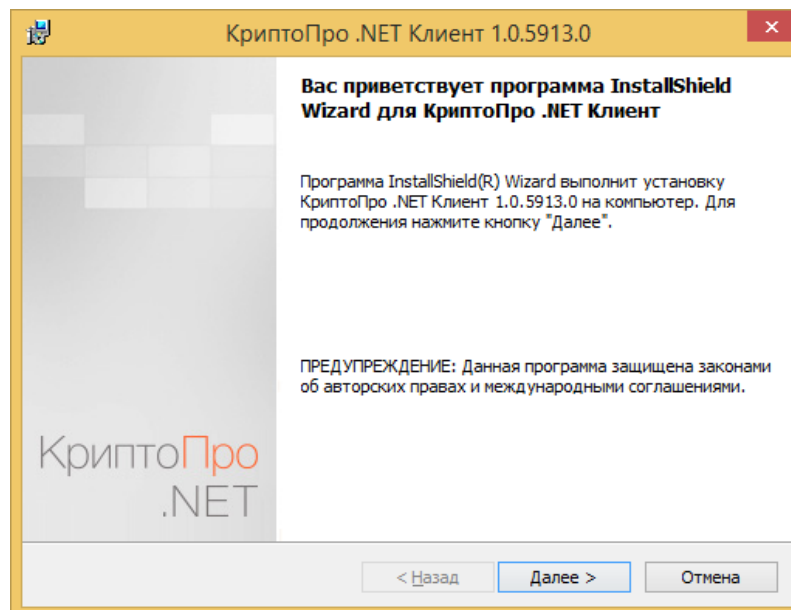 КриптоПро .NET Клиент 1.0.5913.0
Вас приветствует программа InstallShield
Wizard для КриптоПро .NET Клиент
Программа InstallShield(R) Wizard выполнит установку
КриптоПро .NET Клиент 1.0.5913.0 на компьютер. Для
продолжения нажмите кнопку "Далее".
ПРЕДУПРЕЖДЕНИЕ: Данная программа защищена законами
об авторских правах и международными соглашениями.
КриптоПро
.NET
< Назад
Далее >
Отмена